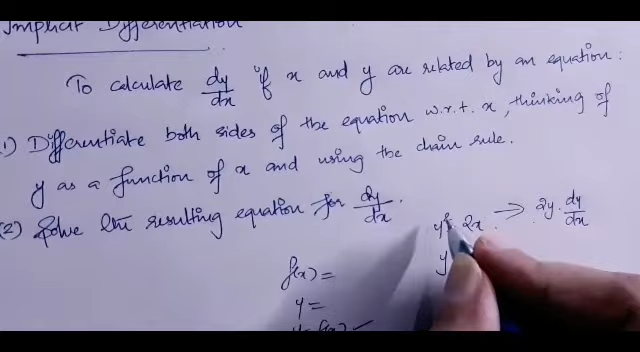 Implicit Differentiation
To calculate dy/dx if x and y are related by an equation:
(1) Differentiate both sides of the equation w.r.t. x, thinking of
y as a function of x and using the chain rule.
(2) Solve the resulting equation for dy/dx.
y² 2x → 2y. dy/dx
f(x) =
y
y =
y = f(x) ✓